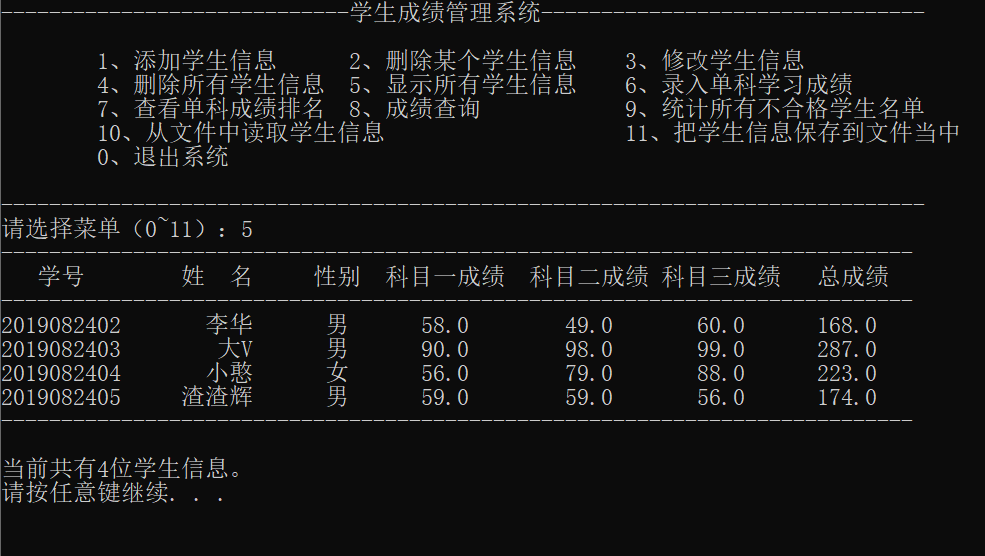 -----------------------------学生成绩管理系统--------------------------------
1、添加学生信息 2、删除某个学生信息 3、修改学生信息
4、删除所有学生信息 5、显示所有学生信息 6、录入单科学习成绩
7、查看单科成绩排名 8、成绩查询 9、统计所有不合格学生名单
10、从文件中读取学生信息 11、把学生信息保存到文件当中
0、退出系统
-----------------------------------------------------------------------------
请选择菜单（0~11）：5
----------------------------------------------------------------------------
学号 姓 名 性别 科目一成绩 科目二成绩 科目三成绩 总成绩
----------------------------------------------------------------------------
2019082402 李华 男 58.0 49.0 60.0 168.0
2019082403 大V 男 90.0 98.0 99.0 287.0
2019082404 小憨 女 56.0 79.0 88.0 223.0
2019082405 渣渣辉 男 59.0 59.0 56.0 174.0
----------------------------------------------------------------------------
当前共有4位学生信息。
请按任意键继续. . .